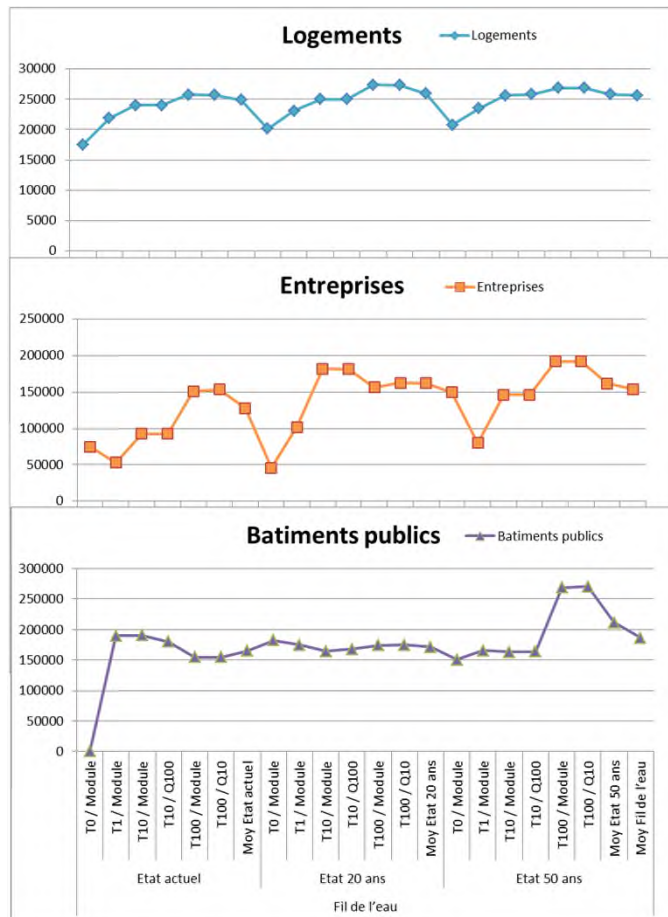 Logements
Logements
30000
25000
20000
15000
10000
5000
0
Entreprises
Entreprises
250000
200000
150000
100000
50000
0
Batiments publics
Batiments publics
300000
250000
200000
150000
100000
50000
0
T0 / Module
T1 / Module
T10 / Module
T10 / Q100
T100 / Module
T100 / Q10
Moy Etat actuel
T0 / Module
T1 / Module
T10 / Module
T10 / Q100
T100 / Module
T100 / Q10
Moy Etat 20 ans
T0 / Module
T1 / Module
T10 / Module
T10 / Q100
T100 / Module
T100 / Q10
Moy Etat 50 ans
Moy Fil de l'eau
Etat actuel
Etat 20 ans
Etat 50 ans
Fil de l'eau